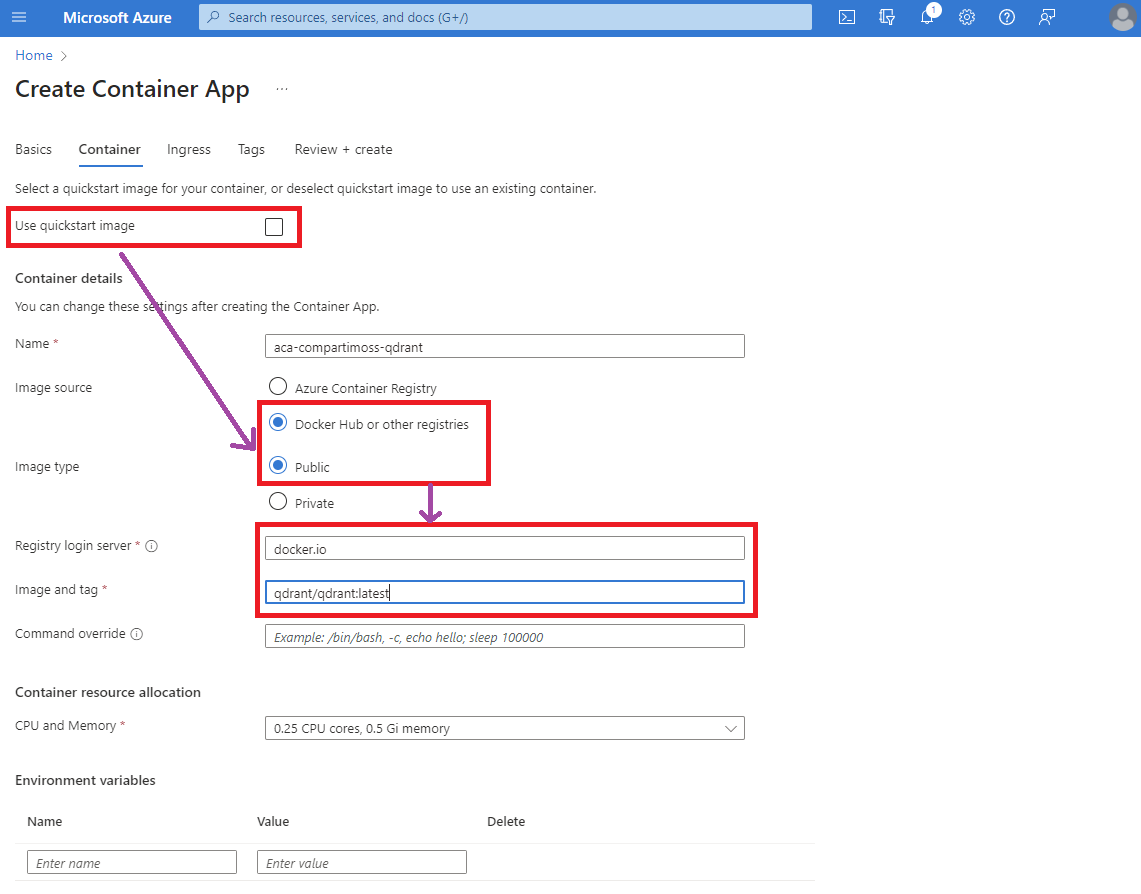 Microsoft Azure
Search resources, services, and docs (G+/)
1
Home
Create Container App
...
Basics
Container
Ingress
Tags
Review + create
Select a quickstart image for your container, or deselect quickstart image to use an existing container.
Use quickstart image
Container details
You can change these settings after creating the Container App.
Name *
aca-compartimoss-qdrant
Image source
Azure Container Registry
Docker Hub or other registries
Image type
Public
Private
Registry login server *
docker.io
Image and tag *
qdrant/qdrant:latest
Command override
Example: /bin/bash, -c, echo hello; sleep 100000
Container resource allocation
CPU and Memory *
0.25 CPU cores, 0.5 Gi memory
Environment variables
Name
Value
Delete
Enter name
Enter value